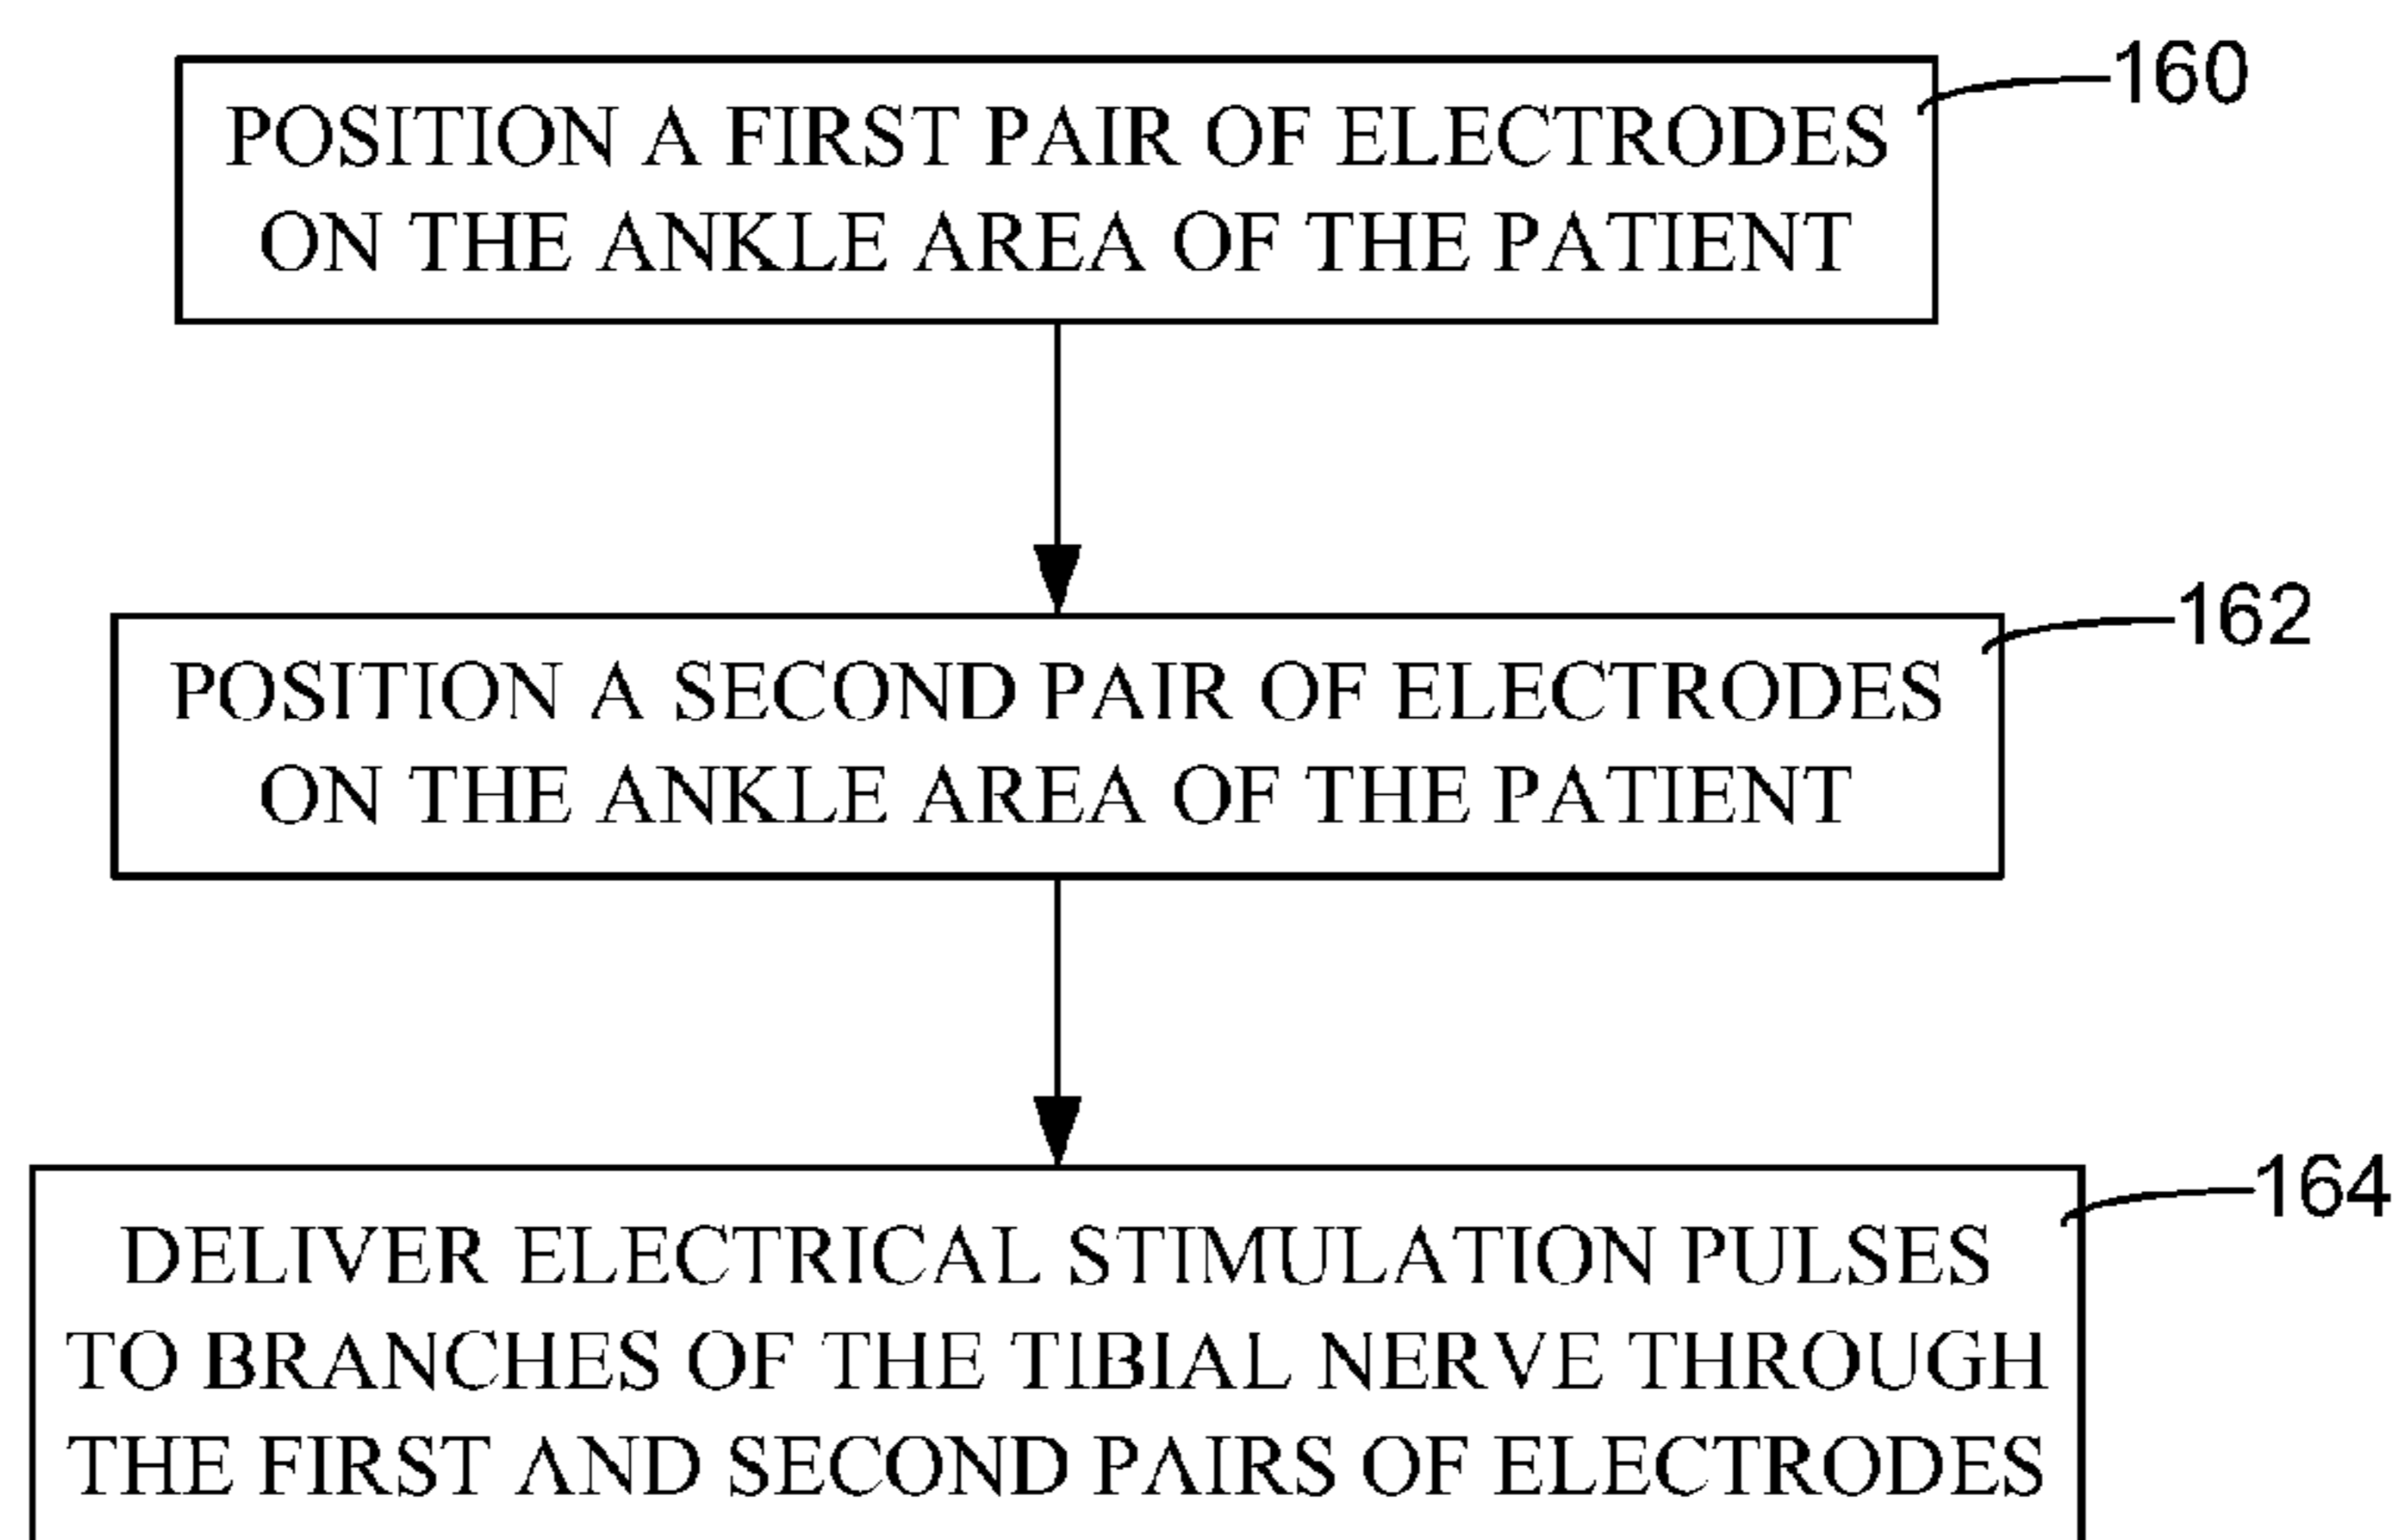 160
POSITION A FIRST PAIR OF ELECTRODES
ON THE ANKLE AREA OF THE PATIENT
162
POSITION A SECOND PAIR OF ELECTRODES
ON THE ANKLE AREA OF THE PATIENT
164
DELIVER ELECTRICAL STIMULATION PULSES
TO BRANCHES OF THE TIBIAL NERVE THROUGH
THE FIRST AND SECOND PAIRS OF ELECTRODES